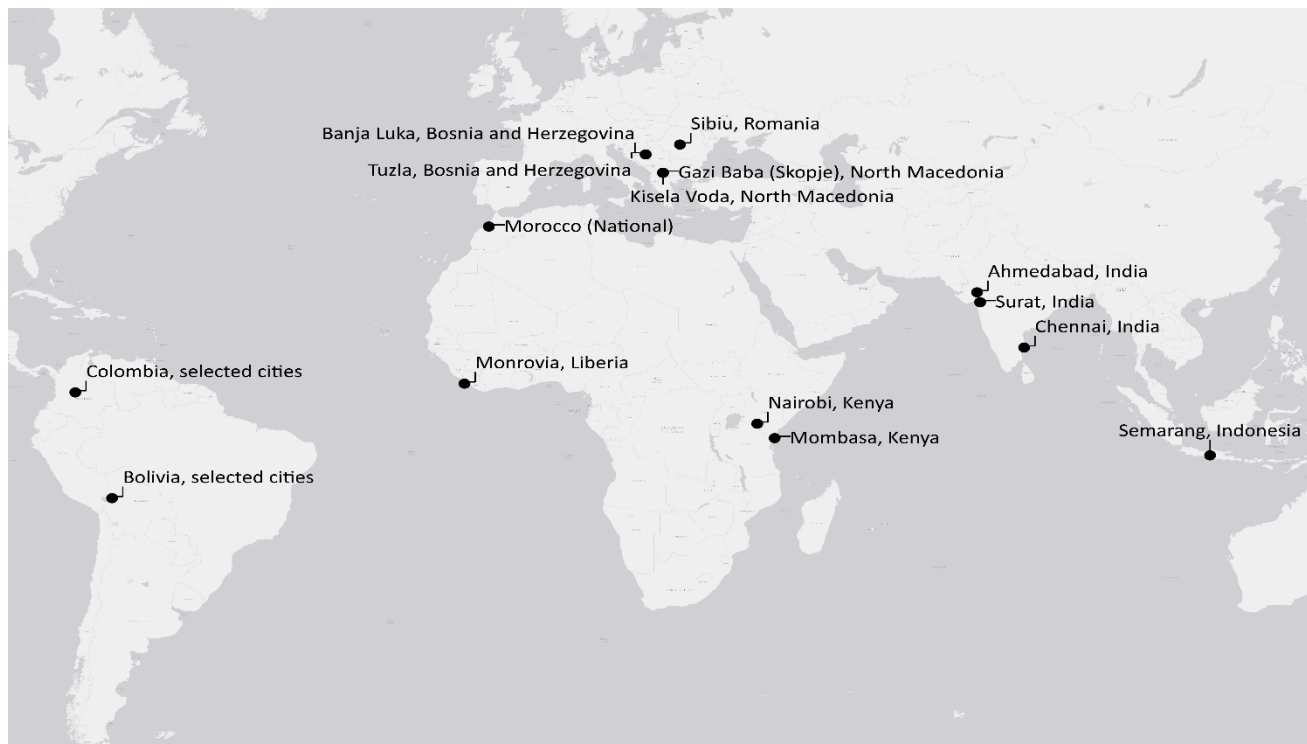 Sibiu, Romania
Banja Luka, Bosnia and Herzegovina
Tuzla, Bosnia and Herzegovina
Gazi Baba (Skopje), North Macedonia
Kisela Voda, North Macedonia
Morocco (National)
Ahmedabad, India
Surat, India
Chennai, India
Monrovia, Liberia
Colombia, selected cities
Nairobi, Kenya
Semarang, Indonesia
Mombasa, Kenya
Bolivia, selected cities